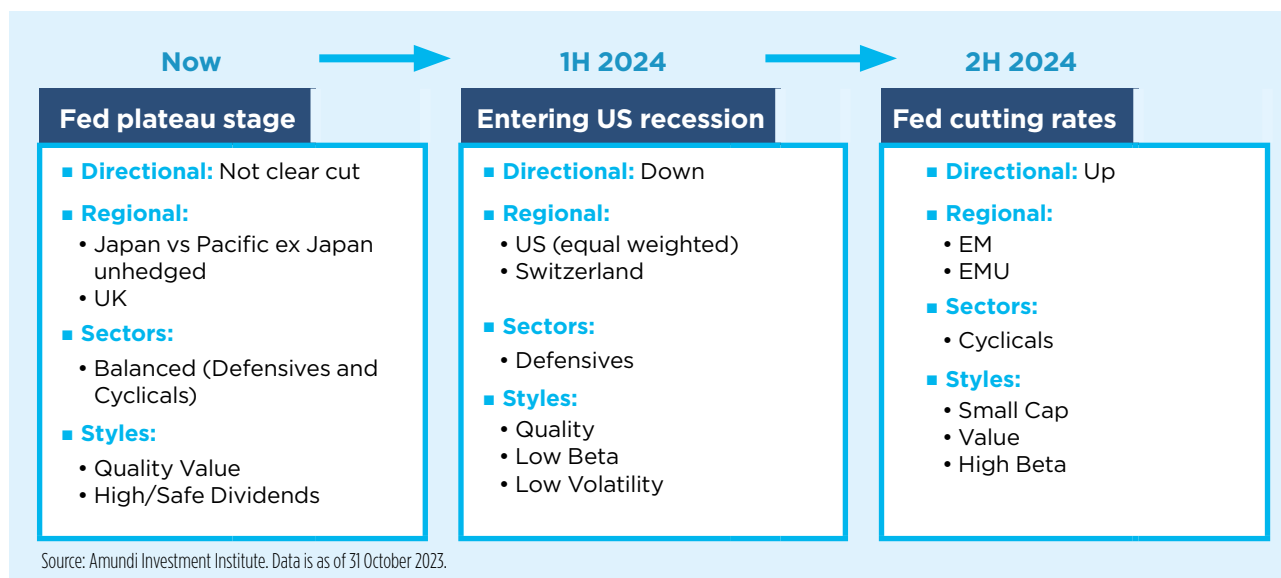 Now
1H 2024
2H 2024
Fed plateau stage
▪ Directional: Not clear cut
▪ Regional:
• Japan vs Pacific ex Japan
unhedged
• UK
▪ Sectors:
• Balanced (Defensives and
Cyclicals)
▪ Styles:
• Quality Value
• High/Safe Dividends
Entering US recession
▪ Directional: Down
▪ Regional:
• US (equal weighted)
• Switzerland
▪ Sectors:
• Defensives
▪ Styles:
• Quality
• Low Beta
• Low Volatility
Fed cutting rates
▪ Directional: Up
▪ Regional:
• EM
• EMU
▪ Sectors:
• Cyclicals
▪ Styles:
• Small Cap
• Value
• High Beta
Source: Amundi Investment Institute. Data is as of 31 October 2023.